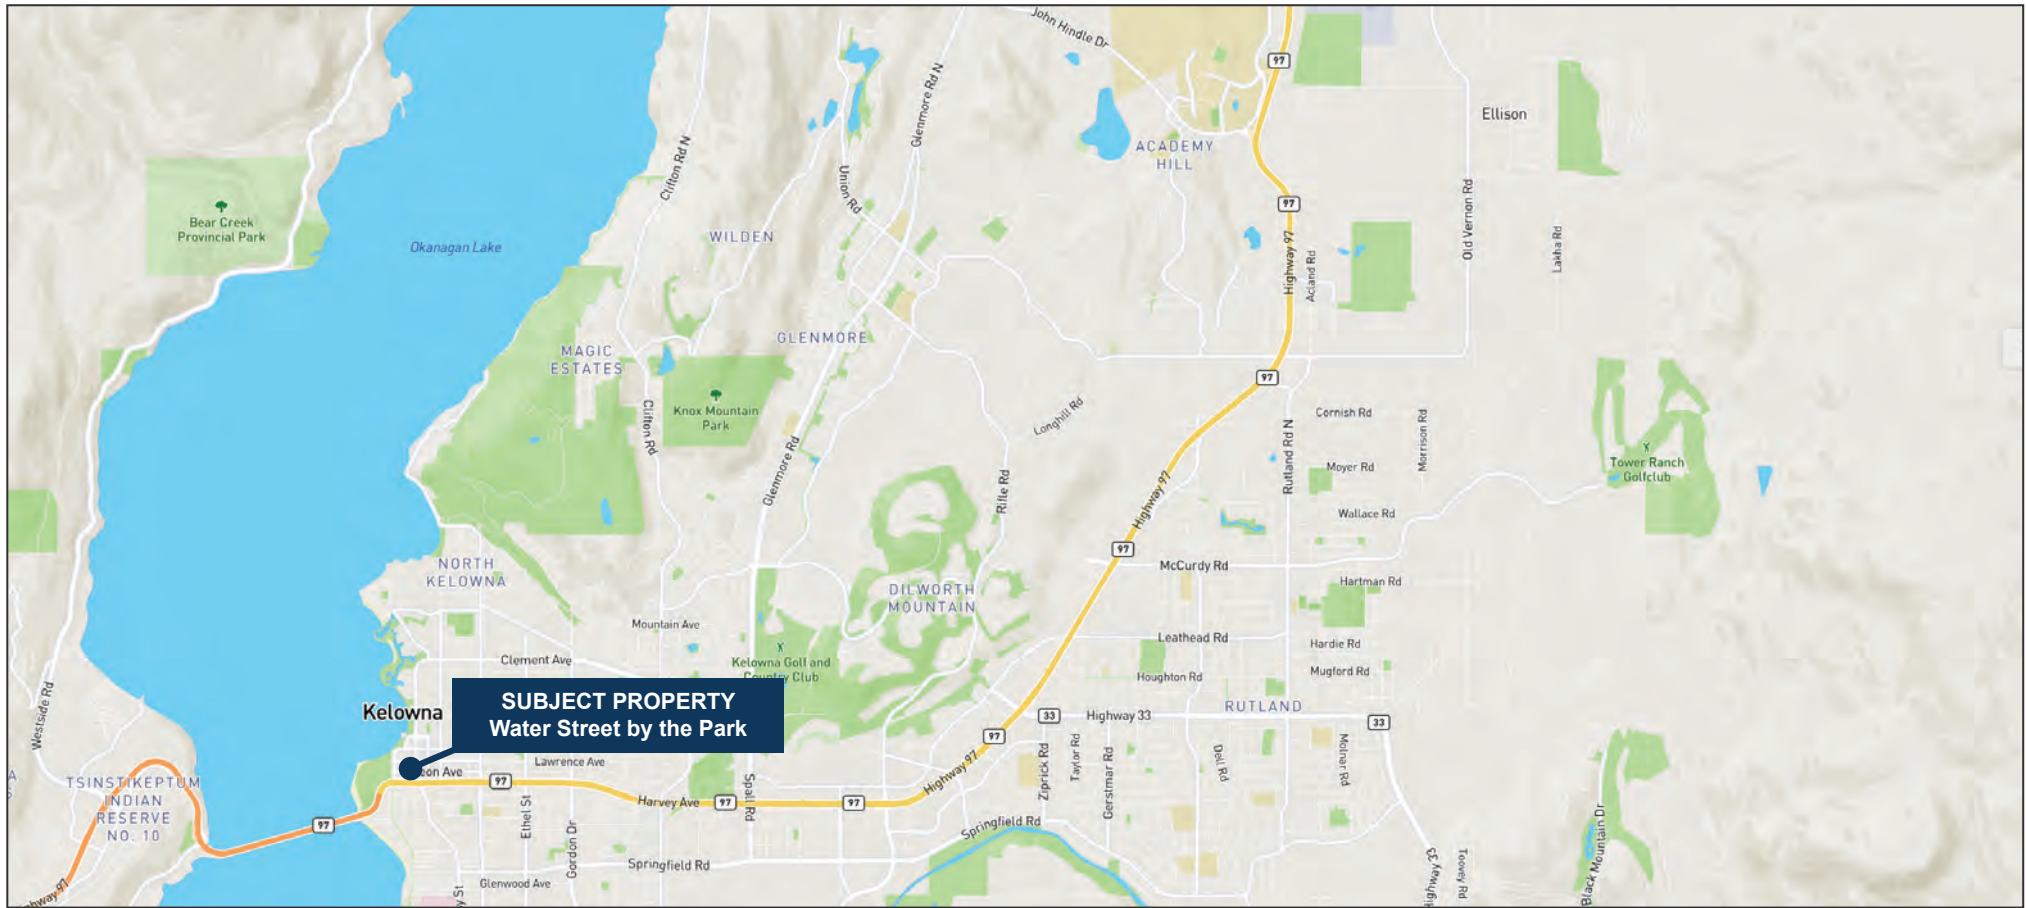 John Hindle Dr
97
Ellison
Glenmore Rd N
ACADEMY
HILL
Clifton Rd N
Union Rd
97
Old Vernon Rd
Bear Creek
Provincial Park
Okanagan Lake
WILDEN
Highway 97
Acland Rd
Lakha Rd
MAGIC
ESTATES
GLENMORE
97
Knox Mountain
Park
Clifton Rd
Longhill Rd
Cornish Rd
Morrison Rd
Rutland Rd N
Glenmore Rd
Moyer Rd
Tower Ranch
Golfclub
Rifle Rd
Highway 97
Wallace Rd
97
NORTH
KELOWNA
McCurdy Rd
Hartman Rd
DILWORTH
MOUNTAIN
Mountain Ave
Leathead Rd
Hardie Rd
Clement Ave
Kelowna Golf and
Country Club
Houghton Rd
Mugford Rd
Westside Rd
Kelowna
SUBJECT PROPERTY
Water Street by the Park
RUTLAND
33
Highway 33
33
97
Lawrence Ave
eon Ave
97
Highway 97
Ziprick Rd
Taylor Rd
Gerstmar Rd
Dell Rd
Molnar Rd
TSINSTIKEPTUM
INDIAN
RESERVE
NO. 10
97
Harvey Ave
97
Spall Rd
97
Ethel St
Gordon Dr
Springfield Rd
Springfield Rd
Glenwood Ave
y St
hway 97
Highway 33
Toovey Rd
Black Mountain Dr